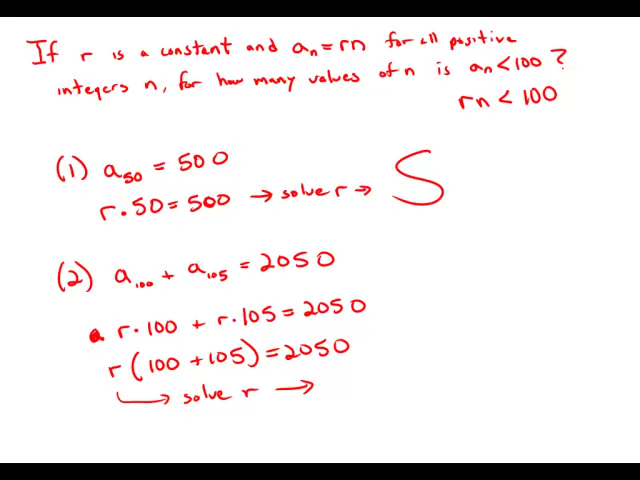 If r is a constant and aₙ = rn for all positive
integers n, for how many values of n is aₙ < 100 ?
rn < 100
(1) a₅₀ = 500
r · 50 = 500 → solve r → S
(2) a₁₀₀ + a₁₀₅ = 2050
r · 100 + r · 105 = 2050
r (100 + 105) = 2050
→ solve r →